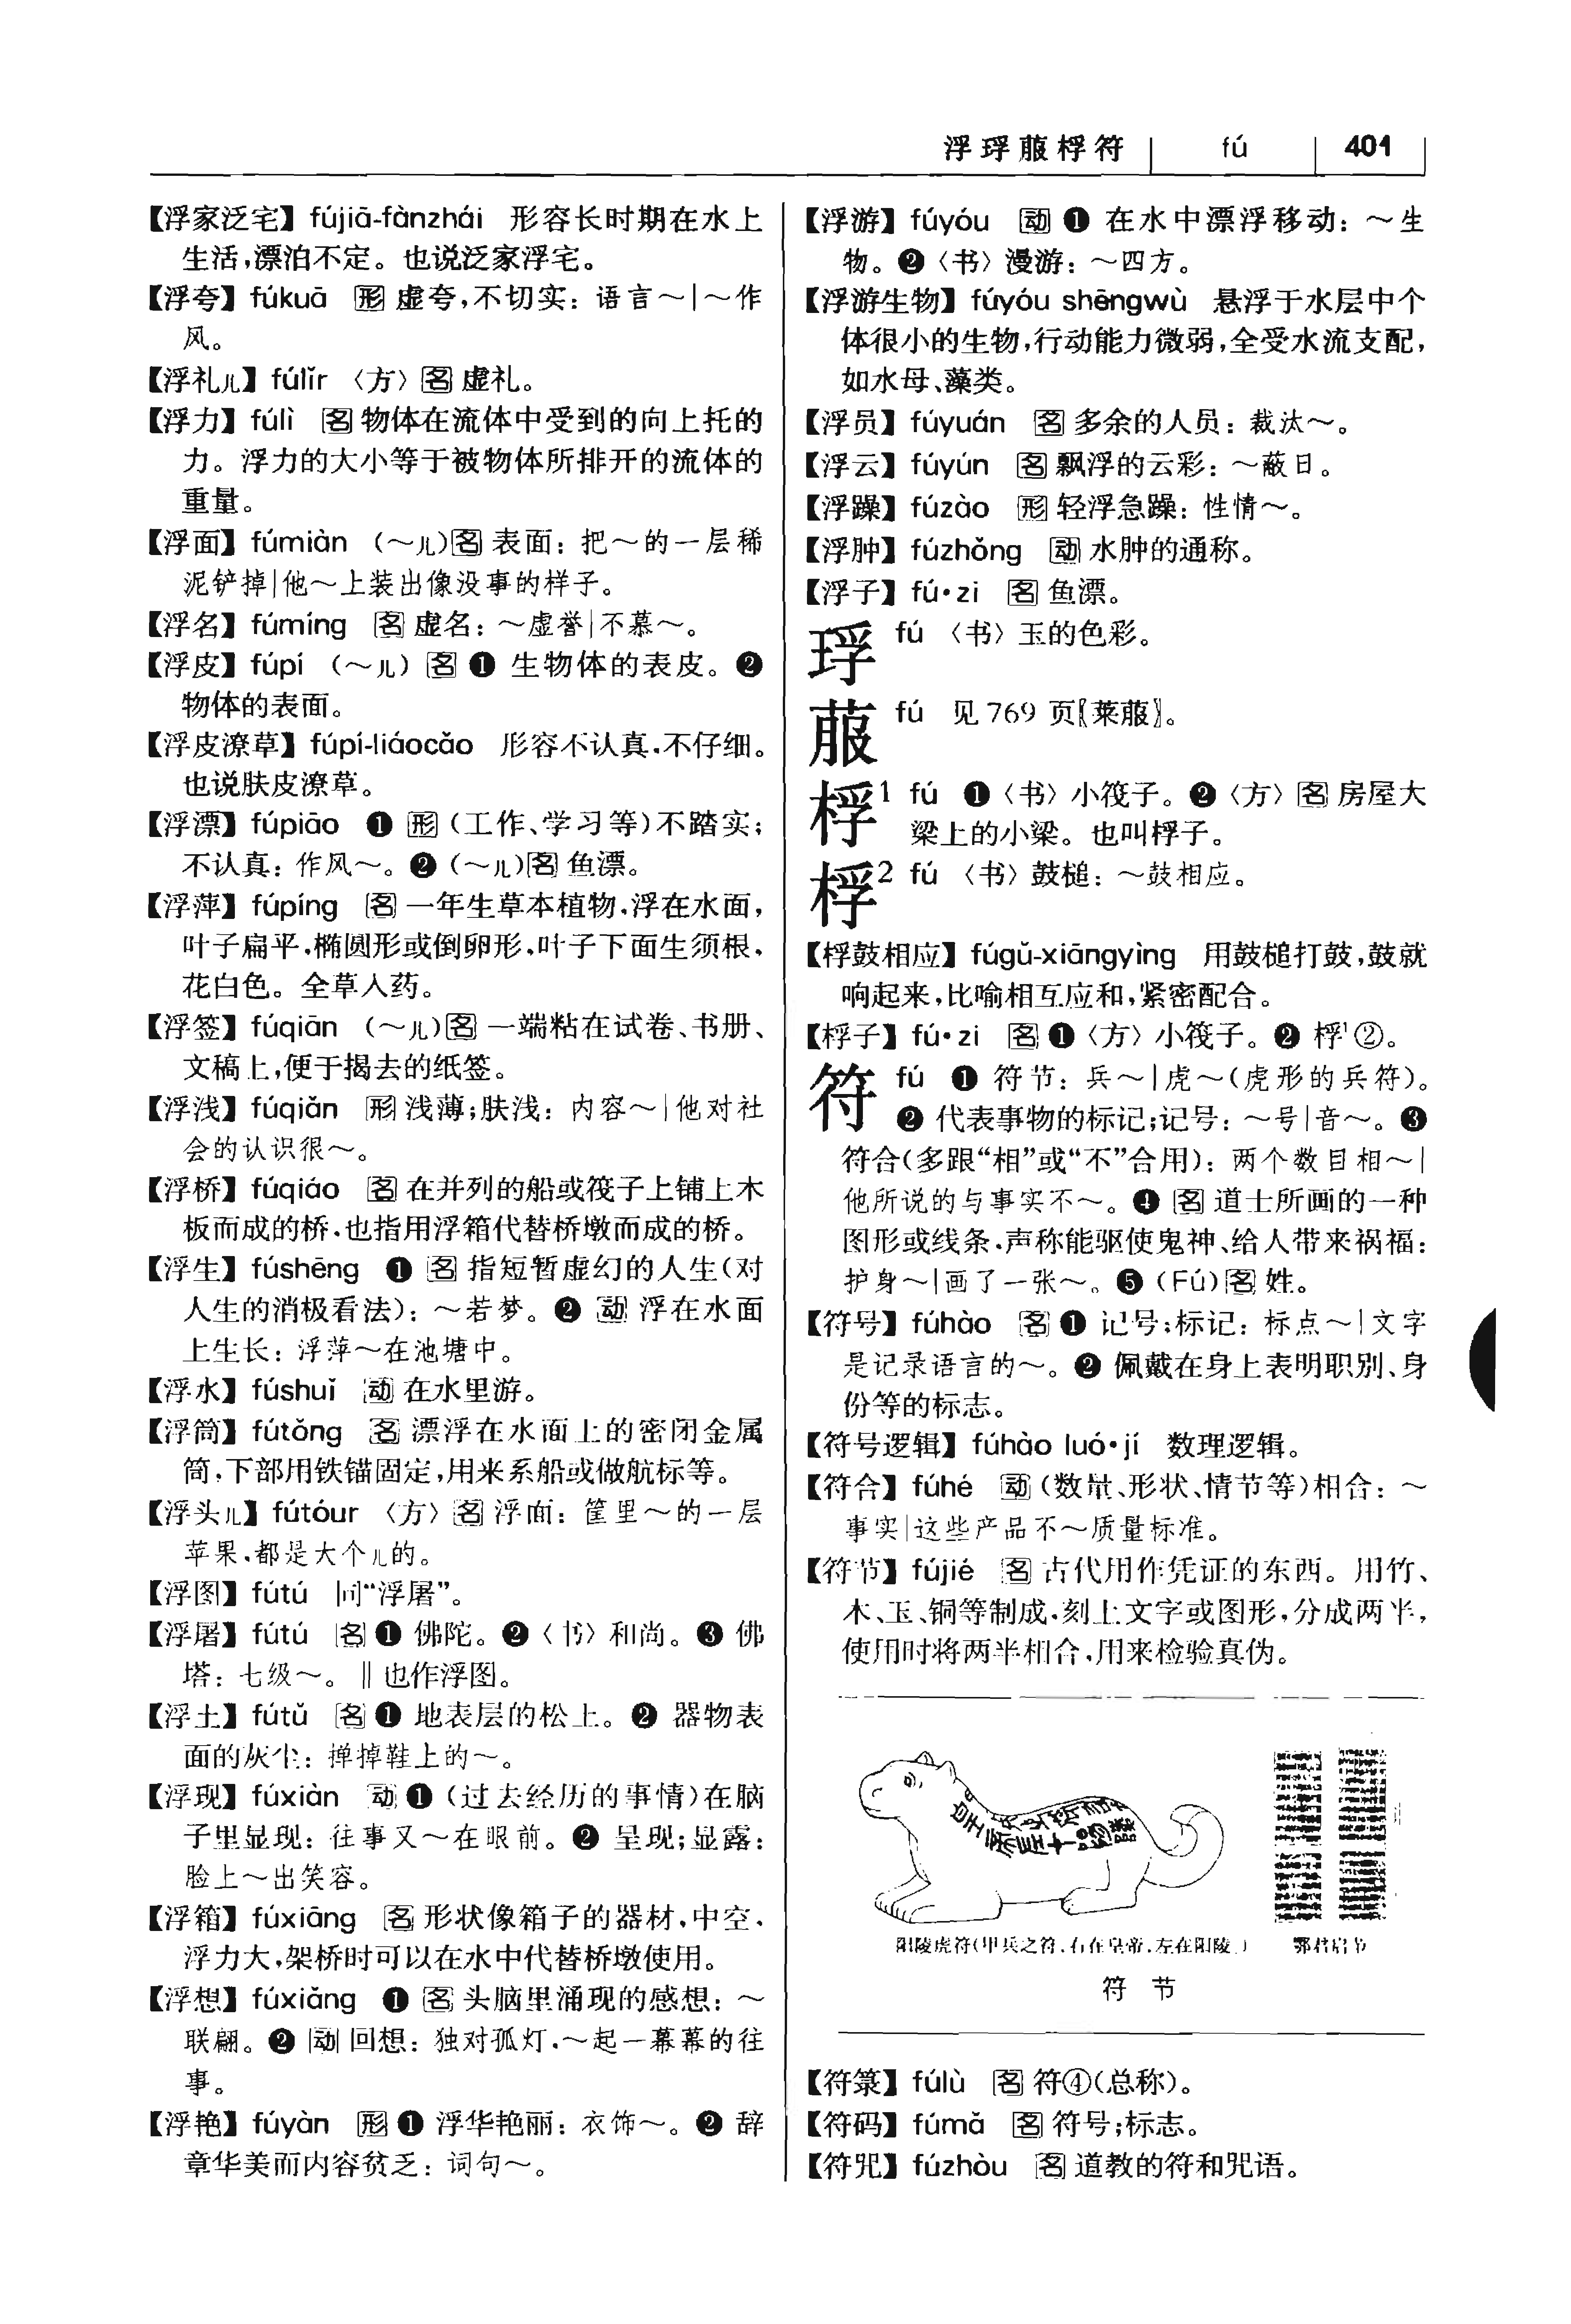 浮琈菔桴符 fú 401
【浮家泛宅】fújiā-fànzhái 形容长时期在水上
生活,漂泊不定。也说泛家浮宅。
【浮夸】fúkuā 形 虚夸,不切实：语言～|～作
风。
【浮礼儿】fúlǐr 〈方〉名 虚礼。
【浮力】fúlì 名 物体在流体中受到的向上托的
力。浮力的大小等于被物体所排开的流体的
重量。
【浮面】fúmiàn （～儿）名 表面：把～的一层稀
泥铲掉|他～上装出像没事的样子。
【浮名】fúmíng 名 虚名：～虚誉|不慕～。
【浮皮】fúpí （～儿）名 ❶ 生物体的表皮。❷
物体的表面。
【浮皮潦草】fúpí-liáocǎo 形容不认真,不仔细。
也说肤皮潦草。
【浮漂】fúpiāo ❶ 形（工作、学习等）不踏实;
不认真：作风～。❷（～儿）名 鱼漂。
【浮萍】fúpíng 名 一年生草本植物,浮在水面,
叶子扁平,椭圆形或倒卵形,叶子下面生须根,
花白色。全草入药。
【浮签】fúqiān （～儿）名 一端粘在试卷、书册、
文稿上,便于揭去的纸签。
【浮浅】fúqiǎn 形 浅薄;肤浅：内容～|他对社
会的认识很～。
【浮桥】fúqiáo 名 在并列的船或筏子上铺上木
板而成的桥,也指用浮箱代替桥墩而成的桥。
【浮生】fúshēng ❶ 名 指短暂虚幻的人生（对
人生的消极看法）：～若梦。❷ 动 浮在水面
上生长：浮萍～在池塘中。
【浮水】fúshuǐ 动 在水里游。
【浮筒】fútǒng 名 漂浮在水面上的密闭金属
筒,下部用铁锚固定,用来系船或做航标等。
【浮头儿】fútóur 〈方〉名 浮面：筐里～的一层
苹果,都是大个儿的。
【浮图】fútú 同“浮屠”。
【浮屠】fútú 名 ❶ 佛陀。❷〈书〉和尚。❸ 佛
塔：七级～。‖也作浮图。
【浮土】fútǔ 名 ❶ 地表层的松土。❷ 器物表
面的灰尘：掸掉鞋上的～。
【浮现】fúxiàn 动 ❶（过去经历的事情）在脑
子里显现：往事又～在眼前。❷ 呈现;显露：
脸上～出笑容。
【浮箱】fúxiāng 名 形状像箱子的器材,中空,
浮力大,架桥时可以在水中代替桥墩使用。
【浮想】fúxiǎng ❶ 名 头脑里涌现的感想：～
联翩。❷ 动 回想：独对孤灯,～起一幕幕的往
事。
【浮艳】fúyàn 形 ❶ 浮华艳丽：衣饰～。❷ 辞
章华美而内容贫乏：词句～。
【浮游】fúyóu 动 ❶ 在水中漂浮移动：～生
物。❷〈书〉漫游：～四方。
【浮游生物】fúyóu shēngwù 悬浮于水层中个
体很小的生物,行动能力微弱,全受水流支配,
如水母、藻类。
【浮员】fúyuán 名 多余的人员：裁汰～。
【浮云】fúyún 名 飘浮的云彩：～蔽日。
【浮躁】fúzào 形 轻浮急躁：性情～。
【浮肿】fúzhǒng 动 水肿的通称。
【浮子】fú•zi 名 鱼漂。
琈 fú 〈书〉玉的色彩。
菔 fú 见 769 页〖莱菔〗。
桴¹ fú ❶〈书〉小筏子。❷〈方〉名 房屋大
梁上的小梁。也叫桴子。
桴² fú 〈书〉鼓槌：～鼓相应。
【桴鼓相应】fúgǔ-xiāngyìng 用鼓槌打鼓,鼓就
响起来,比喻相互应和,紧密配合。
【桴子】fú•zi 名 ❶〈方〉小筏子。❷ 桴¹②。
符 fú ❶ 符节：兵～|虎～（虎形的兵符）。
❷ 代表事物的标记;记号：～号|音～。❸
符合（多跟“相”或“不”合用）：两个数目相～|
他所说的与事实不～。❹ 名 道士所画的一种
图形或线条,声称能驱使鬼神、给人带来祸福：
护身～|画了一张～。❺（Fú）名 姓。
【符号】fúhào 名 ❶ 记号;标记：标点～|文字
是记录语言的～。❷ 佩戴在身上表明职别、身
份等的标志。
【符号逻辑】fúhào luó•jí 数理逻辑。
【符合】fúhé 动（数量、形状、情节等）相合：～
事实|这些产品不～质量标准。
【符节】fújié 名 古代用作凭证的东西。用竹、
木、玉、铜等制成,刻上文字或图形,分成两半,
使用时将两半相合,用来检验真伪。
阳陵虎符（甲兵之符,右在皇帝,左在阳陵。） 鄂君启节
符 节
【符箓】fúlù 名 符④（总称）。
【符码】fúmǎ 名 符号;标志。
【符咒】fúzhòu 名 道教的符和咒语。